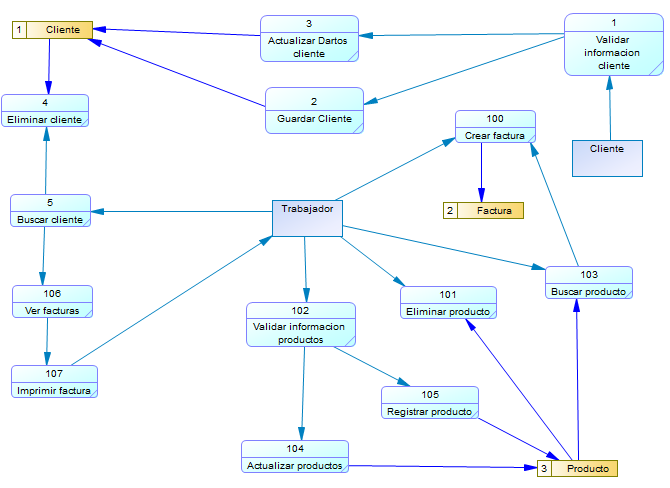 1 Cliente
3
Actualizar Dartos
cliente
1
Validar
informacion
cliente
4
Eliminar cliente
2
Guardar Cliente
100
Crear factura
Cliente
5
Buscar cliente
Trabajador
2 Factura
106
Ver facturas
102
Validar informacion
productos
101
Eliminar producto
103
Buscar producto
107
Imprimir factura
105
Registrar producto
104
Actualizar productos
3 Producto